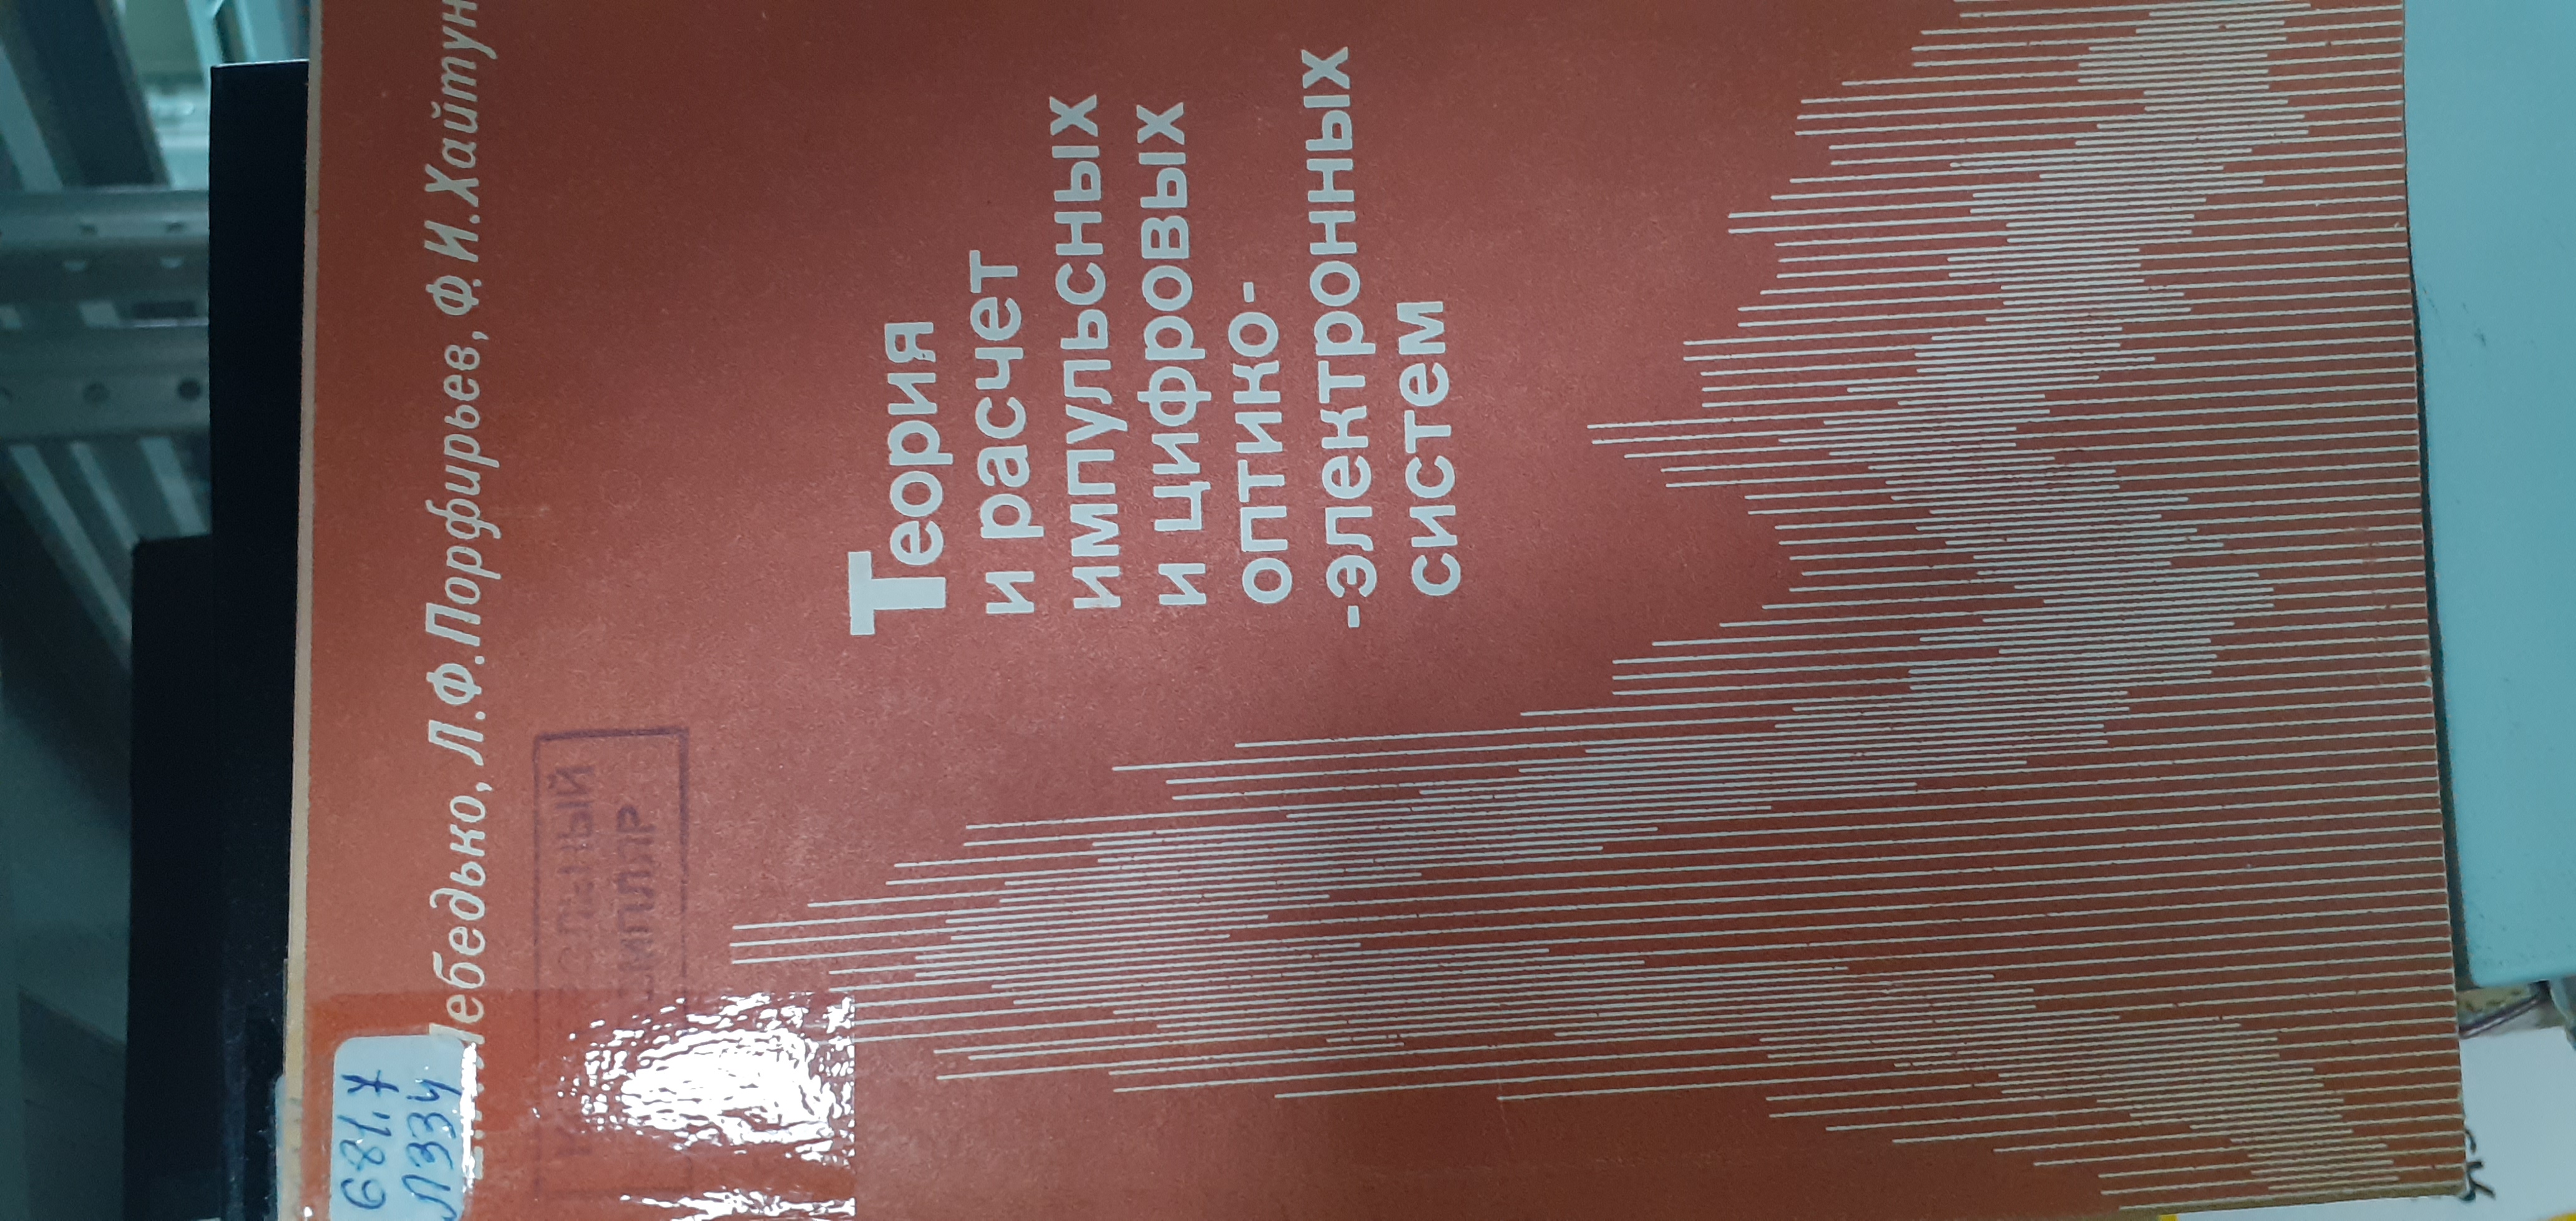 Лебедько, Л.Ф.Порфирьев, Ф.И.Хайтун
Теория
и расчет
импульсных
и цифровых
оптико-
-электронных
систем
681.7
Л334